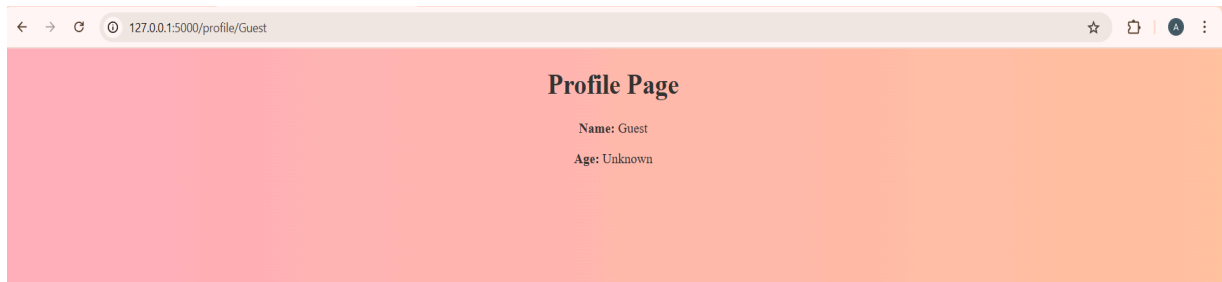 127.0.0.1:5000/profile/Guest
A
Profile Page
Name: Guest
Age: Unknown